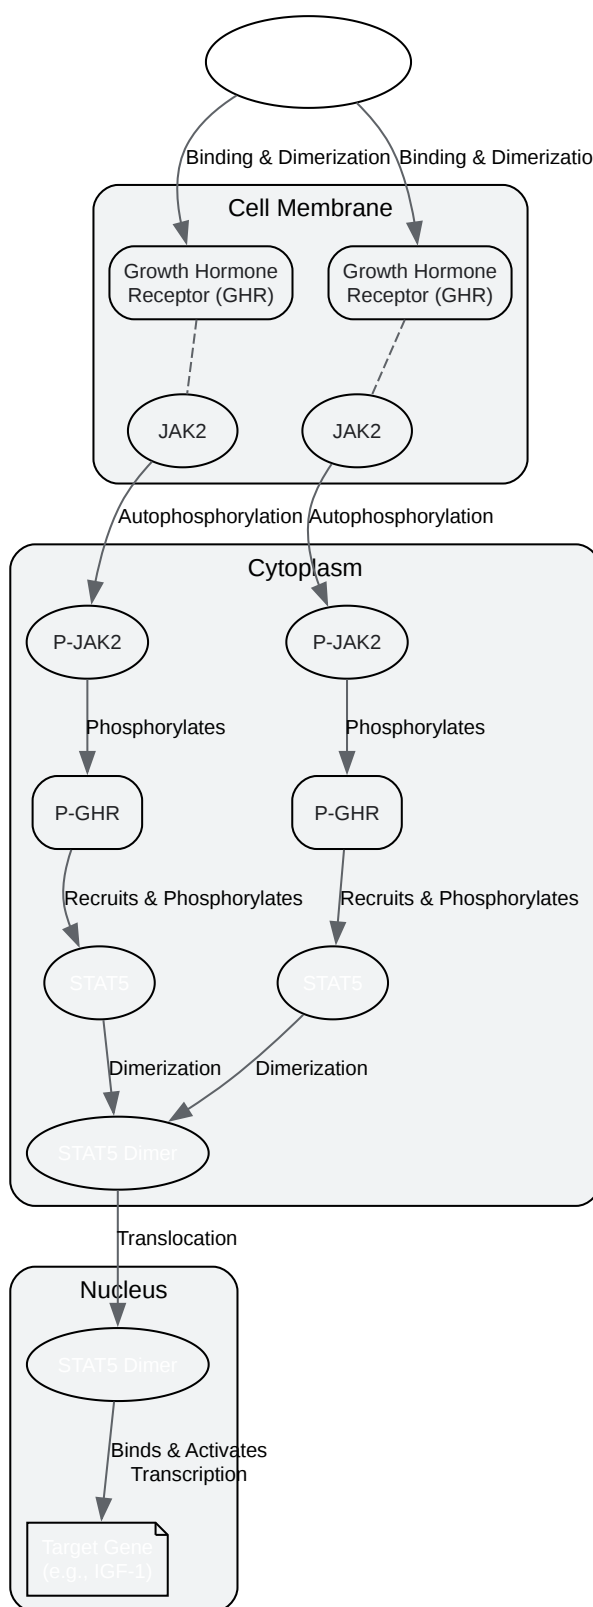 Binding & Dimerization Binding & Dimerizatio
Cell Membrane
Growth Hormone
Receptor (GHR)
Growth Hormone
Receptor (GHR)
JAK2 JAK2
Autophosphorylation Autophosphorylation
Cytoplasm
P-JAK2 P-JAK2
Phosphorylates Phosphorylates
P-GHR P-GHR
Recruits & Phosphorylates Recruits & Phosphorylates
STAT5 STAT5
Dimerization Dimerization
STAT5 Dimer
Translocation
Nucleus
STAT5 Dimer
Binds & Activates
Transcription
Target Gene
(e.g., IGF-1)